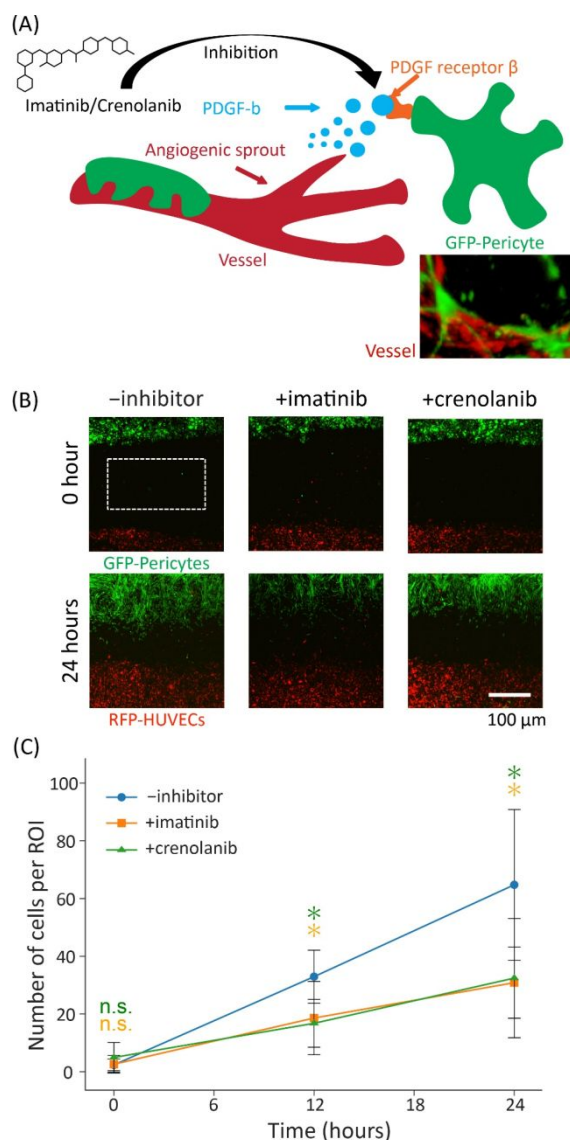 (A)
Inhibition
PDGF receptor β
Imatinib/Crenolanib
PDGF-b
Angiogenic sprout
GFP-Pericyte
Vessel
Vessel
(B)
−inhibitor +imatinib +crenolanib
0 hour
GFP-Pericytes
24 hours
RFP-HUVECs
100 μm
(C)
100
80
60
40
20
0
Number of cells per ROI
−inhibitor
+imatinib
+crenolanib
*
*
*
*
n.s.
n.s.
0 6 12 18 24
Time (hours)